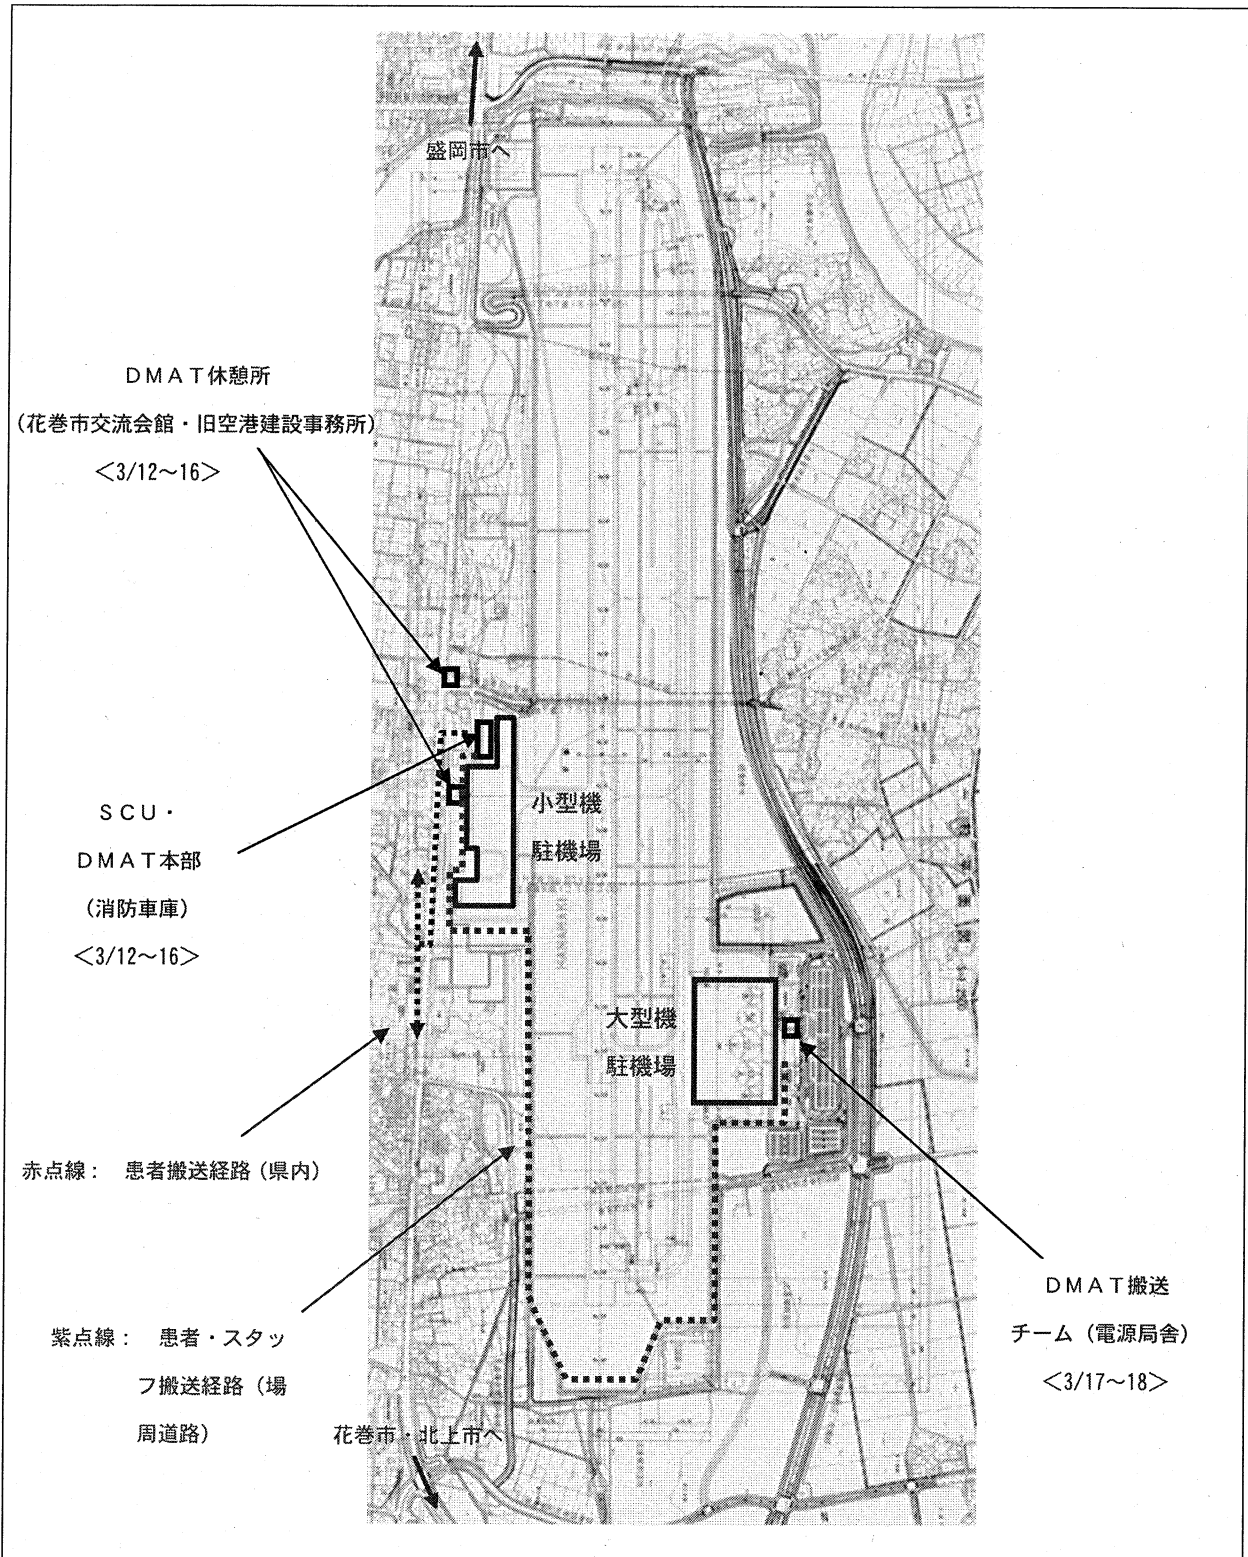 盛岡市へ
DMAT休憩所
(花巻市交流会館・旧空港建設事務所)
<3/12~16>
小型機
駐機場
SCU・
DMAT本部
(消防車庫)
<3/12~16>
HANAMAKI
大型機
駐機場
赤点線： 患者搬送経路(県内)
紫点線： 患者・スタッ
フ搬送経路(場
周道路)
DMAT搬送
チーム(電源局舎)
<3/17~18>
花巻市・北上市へ